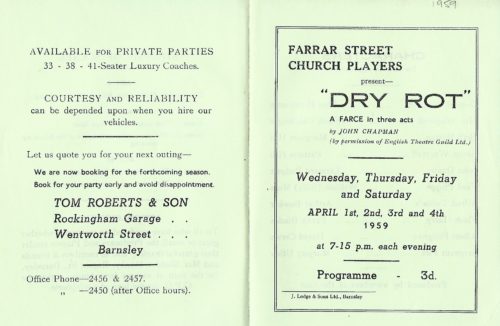 AVAILABLE FOR PRIVATE PARTIES
33 - 38 - 41-Seater Luxury Coaches.
COURTESY AND RELIABILITY
can be depended upon when you hire our
vehicles.
Let us quote you for your next outing—
We are now booking for the forthcoming season.
Book for your party early and avoid disappointment.
TOM ROBERTS & SON
Rockingham Garage . .
Wentworth Street . . .
Barnsley
Office Phone—2456 & 2457.
„ —2450 (after Office hours).
1959
FARRAR STREET
CHURCH PLAYERS
present—
"DRY ROT"
A FARCE in three acts
by JOHN CHAPMAN
(by permission of English Theatre Guild Ltd.)
Wednesday, Thursday, Friday
and Saturday
APRIL 1st, 2nd, 3rd and 4th
1959
at 7-15 p.m. each evening
Programme - 3d.
J. Lodge & Sons Ltd., Barnsley